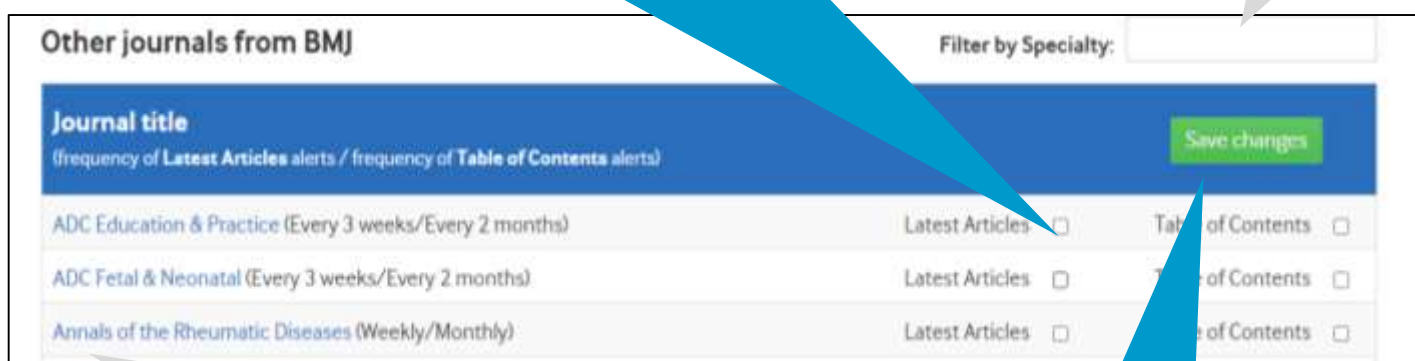 Other journals from BMJ
Filter by Specialty:
Journal title
(frequency of Latest Articles alerts / frequency of Table of Contents alerts)
Save changes
ADC Education & Practice (Every 3 weeks/Every 2 months) Latest Articles Table of Contents
ADC Fetal & Neonatal (Every 3 weeks/Every 2 months) Latest Articles of Contents
Annals of the Rheumatic Diseases (Weekly/Monthly) Latest Articles of Contents